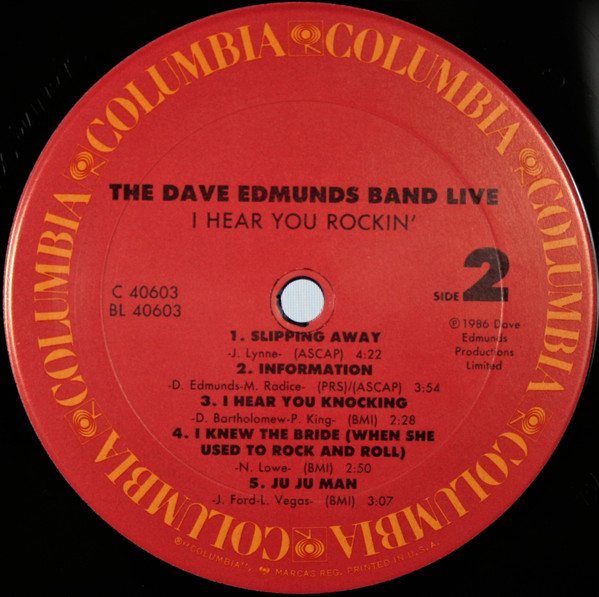 COLUMBIA COLUMBIA COLUMBIA COLUMBIA COLUMBIA COLUMBIA COLUMBIA COLUMBIA
THE DAVE EDMUNDS BAND LIVE
I HEAR YOU ROCKIN'
C 40603
BL 40603
SIDE 2
℗ 1986 Dave
Edmunds
Productions
Limited
1. SLIPPING AWAY
-J. Lynne- (ASCAP) 4:22
2. INFORMATION
-D. Edmunds-M. Radice- (PRS)/(ASCAP) 3:54
3. I HEAR YOU KNOCKING
-D. Bartholomew-P. King- (BMI) 2:28
4. I KNEW THE BRIDE (WHEN SHE
USED TO ROCK AND ROLL)
-N. Lowe- (BMI) 2:50
5. JU JU MAN
-J. Ford-L. Vegas- (BMI) 3:07
COLUMBIA MARCAS REG. PRINTED IN U.S.A.